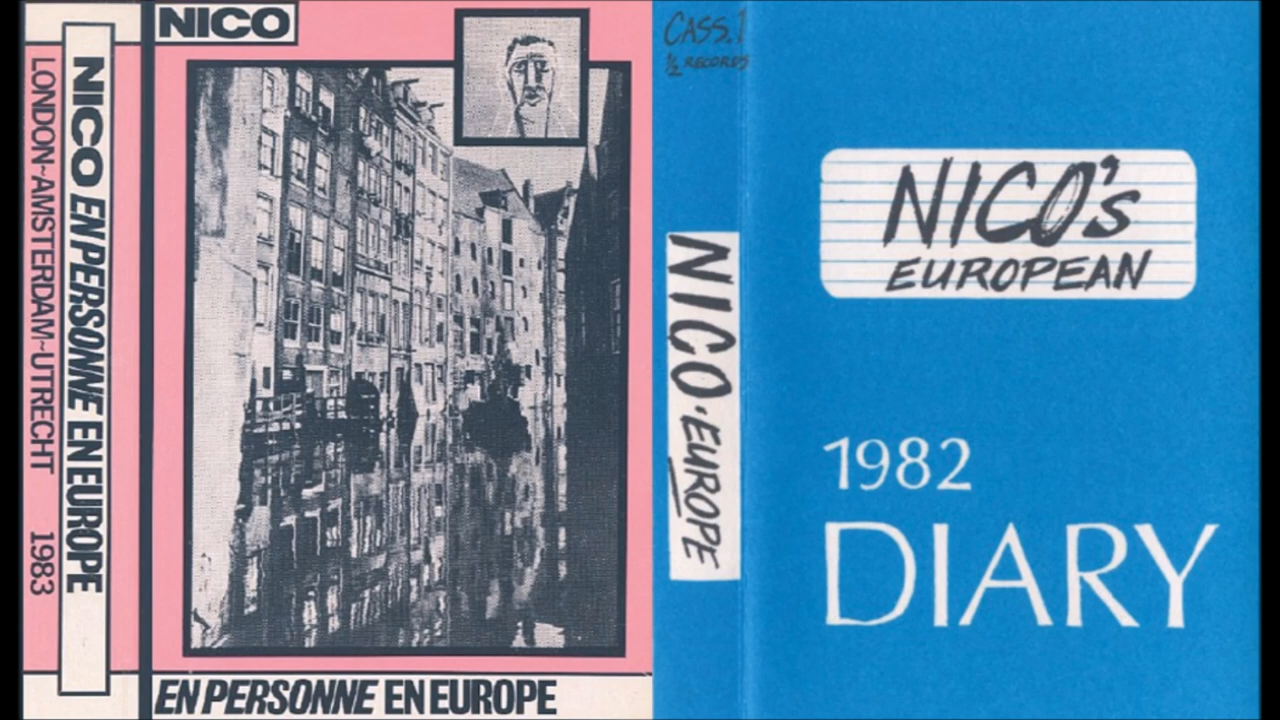 NICO EN PERSONNE EN EUROPE
LONDON~AMSTERDAM~UTRECHT 1983
NICO
EN PERSONNE EN EUROPE
CASS.1
½ RECORDS
NICO·EUROPE
NICO's
EUROPEAN
1982
DIARY